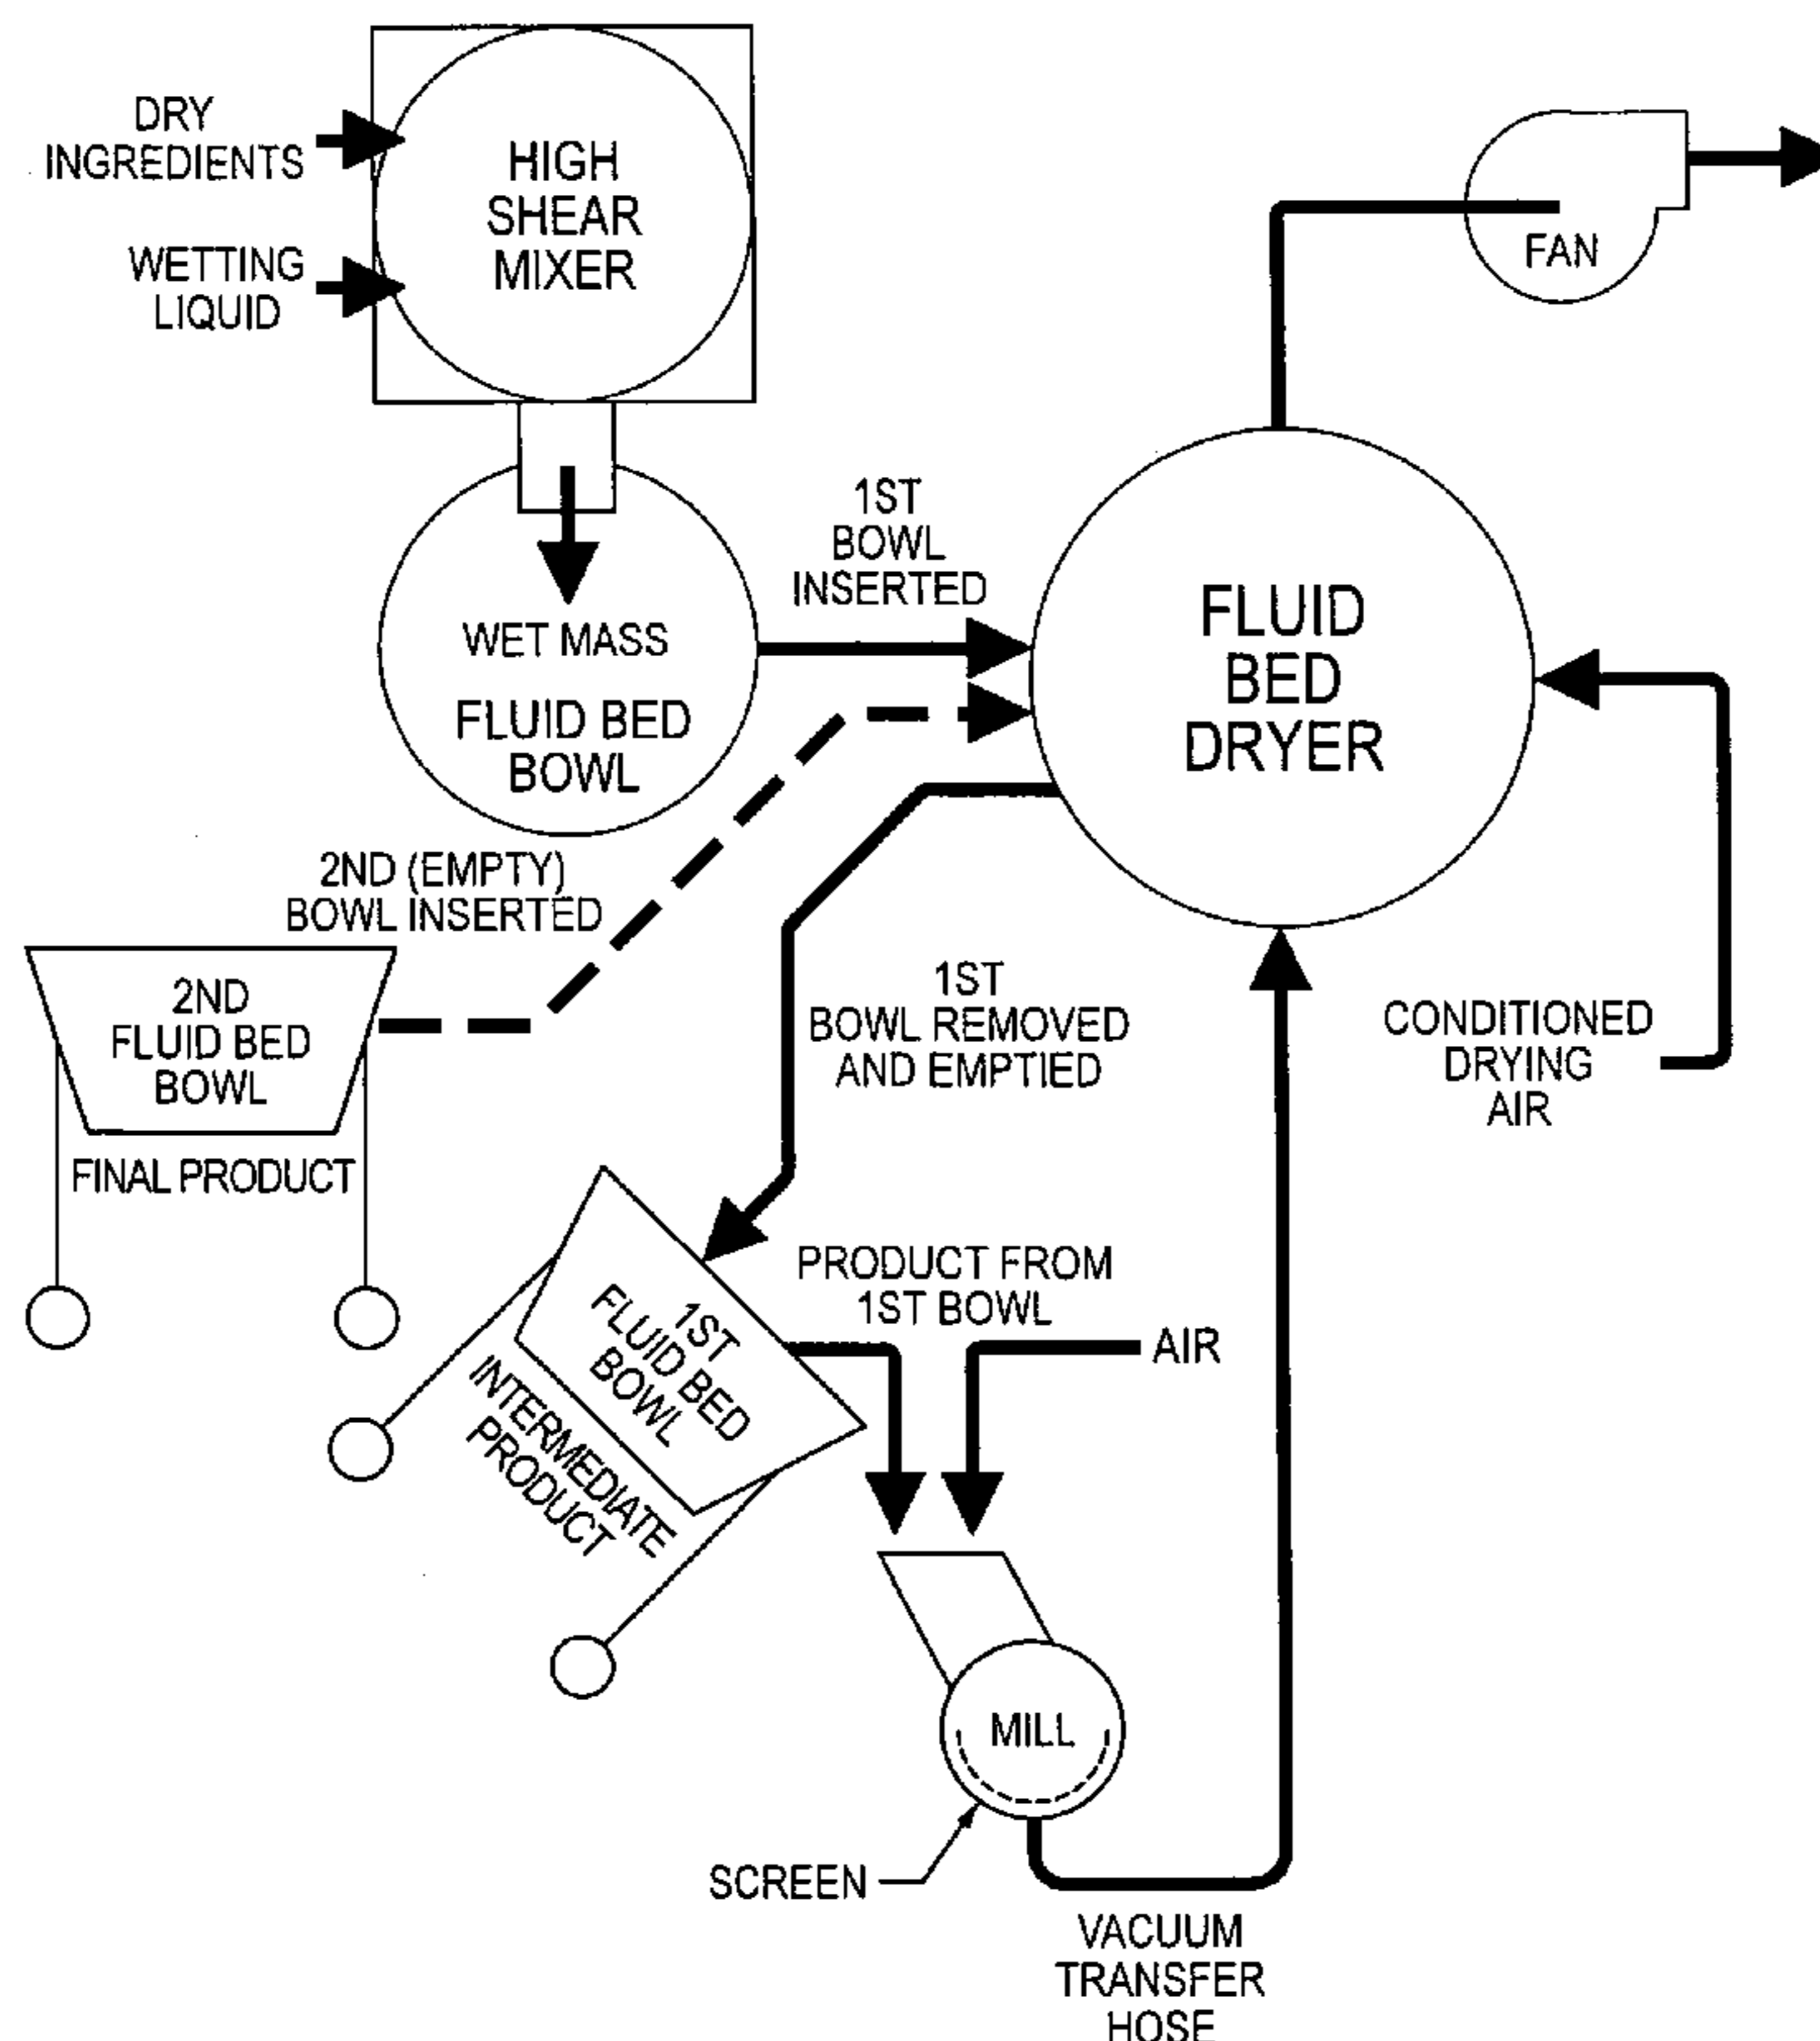 DRY
INGREDIENTS
HIGH
SHEAR
MIXER
WETTING
LIQUID
FAN
1ST
BOWL
INSERTED
WET MASS
FLUID BED
BOWL
FLUID
BED
DRYER
2ND (EMPTY)
BOWL INSERTED
2ND
FLUID BED
BOWL
FINAL PRODUCT
1ST
BOWL REMOVED
AND EMPTIED
CONDITIONED
DRYING
AIR
PRODUCT FROM
1ST BOWL
AIR
1ST
FLUID BED
BOWL
INTERMEDIATE
PRODUCT
MILL
SCREEN
VACUUM
TRANSFER
HOSE